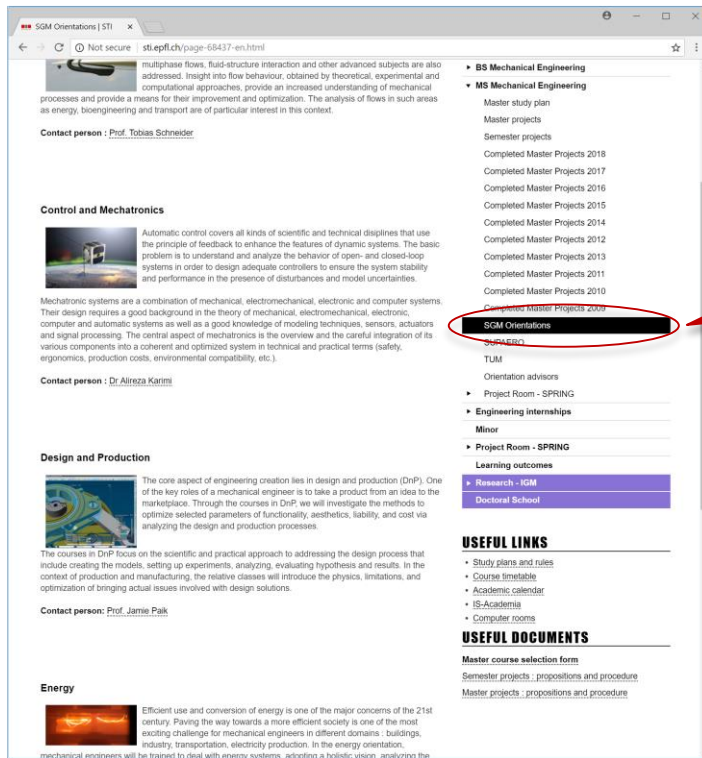 SGM Orientations | STI
Not secure | sti.epfl.ch/page-68437-en.html
multiphase flows, fluid-structure interaction and other advanced subjects are also
addressed. Insight into flow behaviour, obtained by theoretical, experimental and
computational approaches, provide an increased understanding of mechanical
processes and provide a means for their improvement and optimization. The analysis of flows in such areas
as energy, bioengineering and transport are of particular interest in this context.
Contact person : Prof. Tobias Schneider
Control and Mechatronics
Automatic control covers all kinds of scientific and technical disiplines that use
the principle of feedback to enhance the features of dynamic systems. The basic
problem is to understand and analyze the behavior of open- and closed-loop
systems in order to design adequate controllers to ensure the system stability
and performance in the presence of disturbances and model uncertainties.
Mechatronic systems are a combination of mechanical, electromechanical, electronic and computer systems.
Their design requires a good background in the theory of mechanical, electromechanical, electronic,
computer and automatic systems as well as a good knowledge of modeling techniques, sensors, actuators
and signal processing. The central aspect of mechatronics is the overview and the careful integration of its
various components into a coherent and optimized system in technical and practical terms (safety,
ergonomics, production costs, environmental compatibility, etc.).
Contact person : Dr Alireza Karimi
Design and Production
The core aspect of engineering creation lies in design and production (DnP). One
of the key roles of a mechanical engineer is to take a product from an idea to the
marketplace. Through the courses in DnP, we will investigate the methods to
optimize selected parameters of functionality, aesthetics, liability, and cost via
analyzing the design and production processes.
The courses in DnP focus on the scientific and practical approach to addressing the design process that
include creating the models, setting up experiments, analyzing, evaluating hypothesis and results. In the
context of production and manufacturing, the relative classes will introduce the physics, limitations, and
optimization of bringing actual issues involved with design solutions.
Contact person: Prof. Jamie Paik
Energy
Efficient use and conversion of energy is one of the major concerns of the 21st
century. Paving the way towards a more efficient society is one of the most
exciting challenge for mechanical engineers in different domains : buildings,
industry, transportation, electricity production. In the energy orientation,
mechanical engineers will be trained to deal with energy systems, adopting a holistic vision, analyzing the
BS Mechanical Engineering
MS Mechanical Engineering
Master study plan
Master projects
Semester projects
Completed Master Projects 2018
Completed Master Projects 2017
Completed Master Projects 2016
Completed Master Projects 2015
Completed Master Projects 2014
Completed Master Projects 2012
Completed Master Projects 2013
Completed Master Projects 2011
Completed Master Projects 2010
Completed Master Projects 2009
SGM Orientations
SUPAERO
TUM
Orientation advisors
Project Room - SPRING
Engineering internships
Minor
Project Room - SPRING
Learning outcomes
Research - IGM
Doctoral School
USEFUL LINKS
Study plans and rules
Course timetable
Academic calendar
IS-Academia
Computer rooms
USEFUL DOCUMENTS
Master course selection form
Semester projects : propositions and procedure
Master projects : propositions and procedure